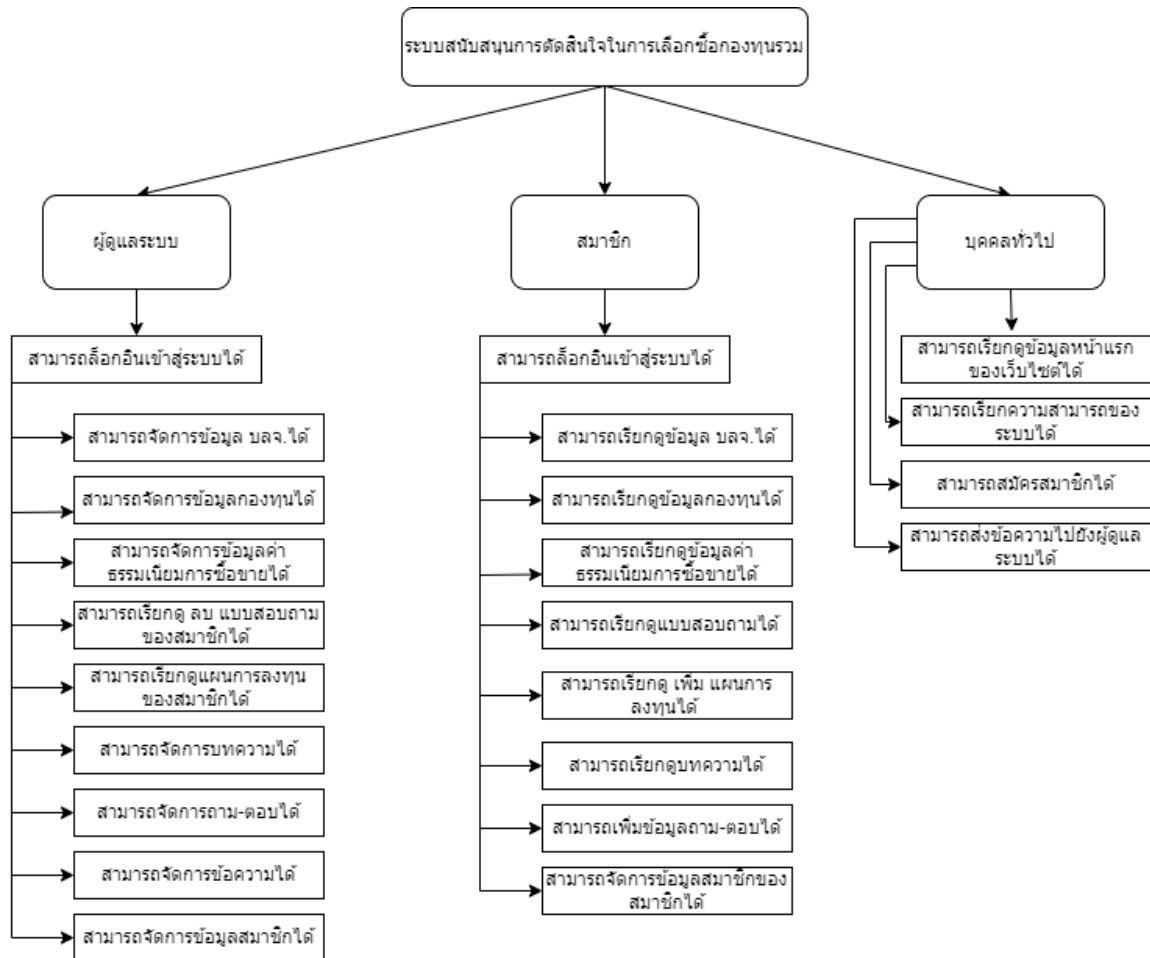 ระบบสนับสนุนการตัดสินใจในการเลือกซื้อกองทุนรวม
ผู้ดูแลระบบ
สามารถล็อกอินเข้าสู่ระบบได้
สามารถจัดการข้อมูล บลจ.ได้
สามารถจัดการข้อมูลกองทุนได้
สามารถจัดการข้อมูลค่า
ธรรมเนียมการซื้อขายได้
สามารถเรียกดู ลบ แบบสอบถาม
ของสมาชิกได้
สามารถเรียกดูแผนการลงทุน
ของสมาชิกได้
สามารถจัดการบทความได้
สามารถจัดการถาม-ตอบได้
สามารถจัดการข้อความได้
สามารถจัดการข้อมูลสมาชิกได้
สมาชิก
สามารถล็อกอินเข้าสู่ระบบได้
สามารถเรียกดูข้อมูล บลจ.ได้
สามารถเรียกดูข้อมูลกองทุนได้
สามารถเรียกดูข้อมูลค่า
ธรรมเนียมการซื้อขายได้
สามารถเรียกดูแบบสอบถามได้
สามารถเรียกดู เพิ่ม แผนการ
ลงทุนได้
สามารถเรียกดูบทความได้
สามารถเพิ่มข้อมูลถาม-ตอบได้
สามารถจัดการข้อมูลสมาชิกของ
สมาชิกได้
บุคคลทั่วไป
สามารถเรียกดูข้อมูลหน้าแรก
ของเว็บไซต์ได้
สามารถเรียกความสามารถของ
ระบบได้
สามารถสมัครสมาชิกได้
สามารถส่งข้อความไปยังผู้ดูแล
ระบบได้